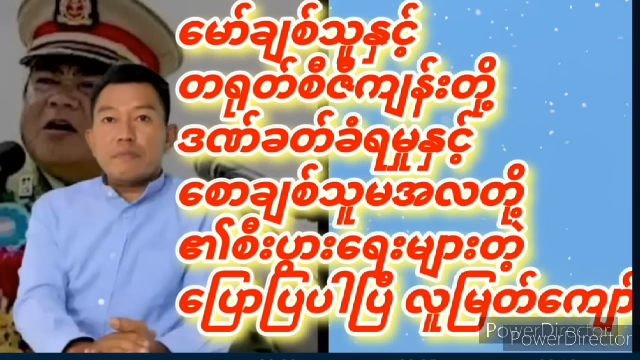 မော်ချစ်သူနှင့်
တရုတ်စီဇီကျန်းတို့
ဒဏ်ခတ်ခံရမှုနှင့်
စောချစ်သူမအလတို့
၏စီးပွားရေးများတဲ့
ပြောပြပါပြီ လူမြတ်ကျော်
PowerDirector
PowerDirector